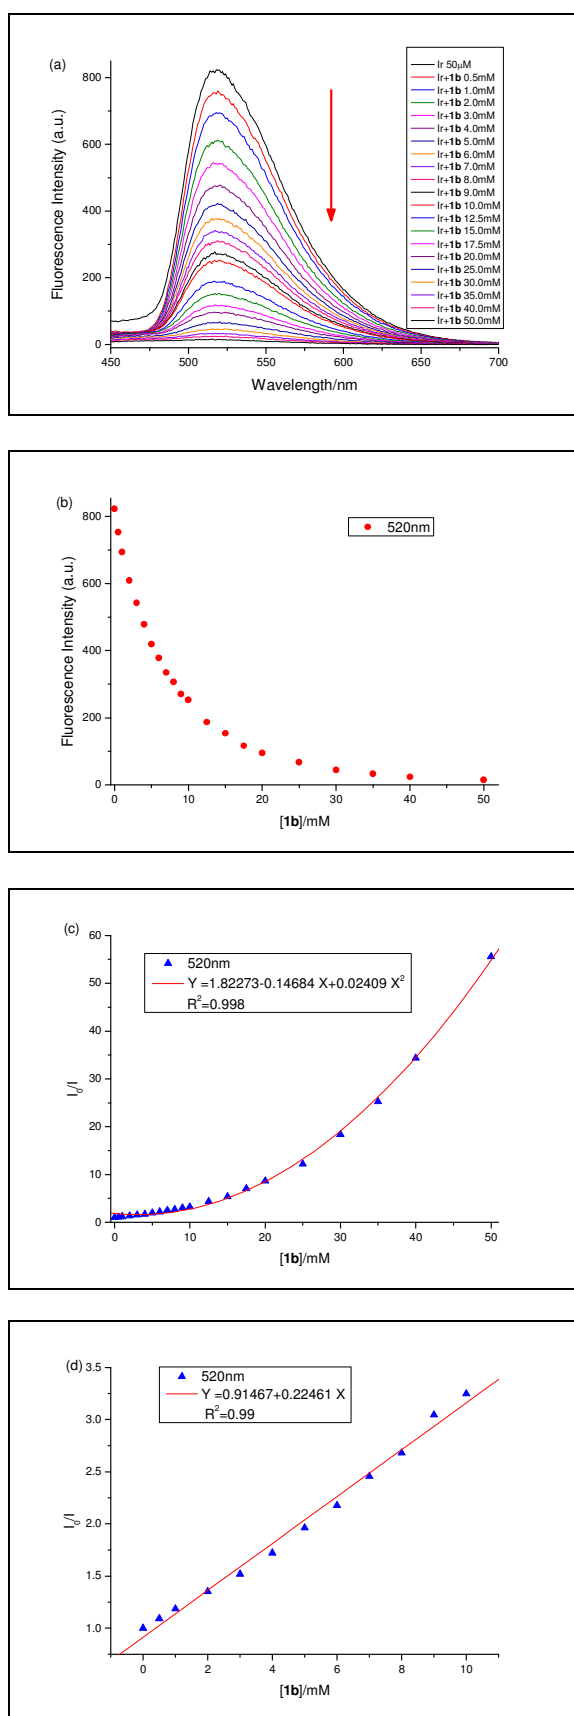 (a)
Fluorescence Intensity (a.u.)
800
600
400
200
0
450
500
550
600
650
700
Wavelength/nm
Ir 50μM
Ir+1b 0.5mM
Ir+1b 1.0mM
Ir+1b 2.0mM
Ir+1b 3.0mM
Ir+1b 4.0mM
Ir+1b 5.0mM
Ir+1b 6.0mM
Ir+1b 7.0mM
Ir+1b 8.0mM
Ir+1b 9.0mM
Ir+1b 10.0mM
Ir+1b 12.5mM
Ir+1b 15.0mM
Ir+1b 17.5mM
Ir+1b 20.0mM
Ir+1b 25.0mM
Ir+1b 30.0mM
Ir+1b 35.0mM
Ir+1b 40.0mM
Ir+1b 50.0mM
(b)
Fluorescence Intensity (a.u.)
800
600
400
200
0
520nm
0
10
20
30
40
50
[1b]/mM
(c)
I0/I
60
50
40
30
20
10
0
520nm
Y =1.82273-0.14684 X+0.02409 X²
R²=0.998
0
10
20
30
40
50
[1b]/mM
(d)
I0/I
3.5
3.0
2.5
2.0
1.5
1.0
520nm
Y =0.91467+0.22461 X
R²=0.99
0
2
4
6
8
10
[1b]/mM